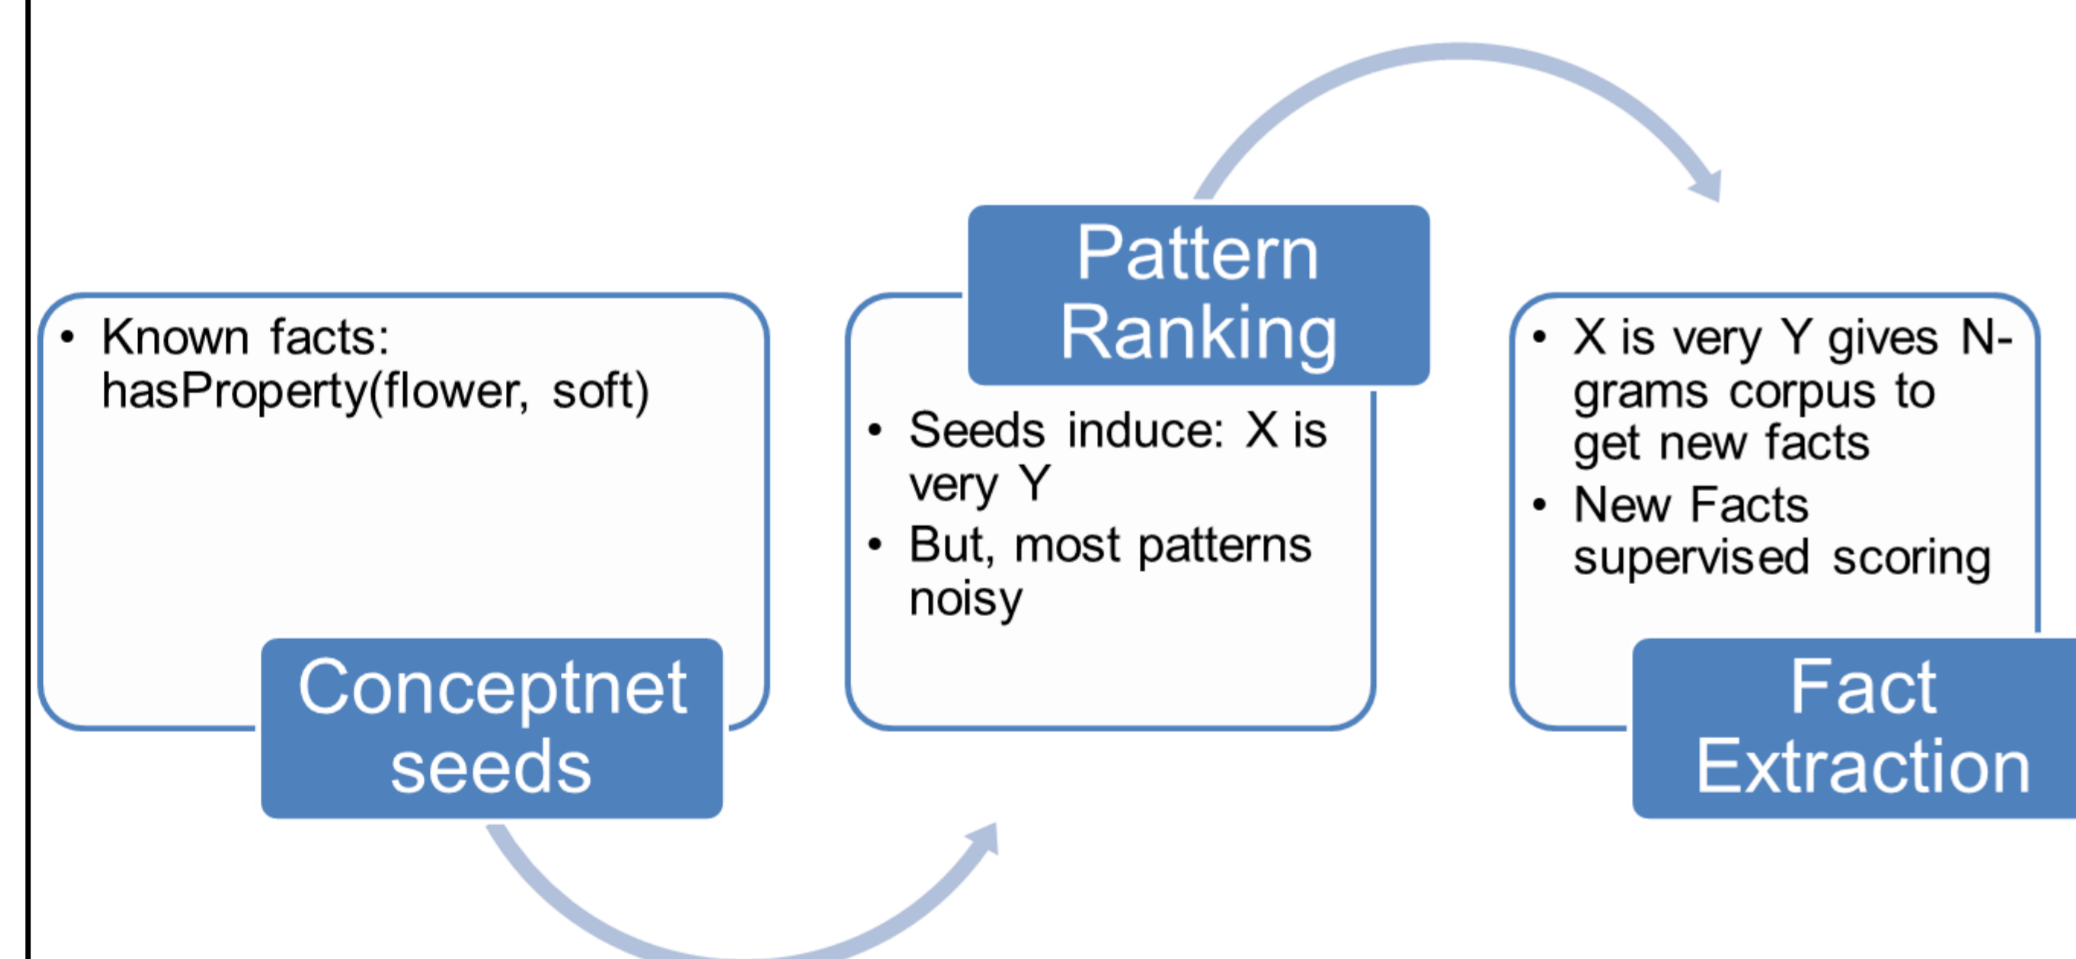 • Known facts:
hasProperty(flower, soft)
Conceptnet
seeds
Pattern
Ranking
• Seeds induce: X is
very Y
• But, most patterns
noisy
• X is very Y gives N-
grams corpus to
get new facts
• New Facts
supervised scoring
Fact
Extraction